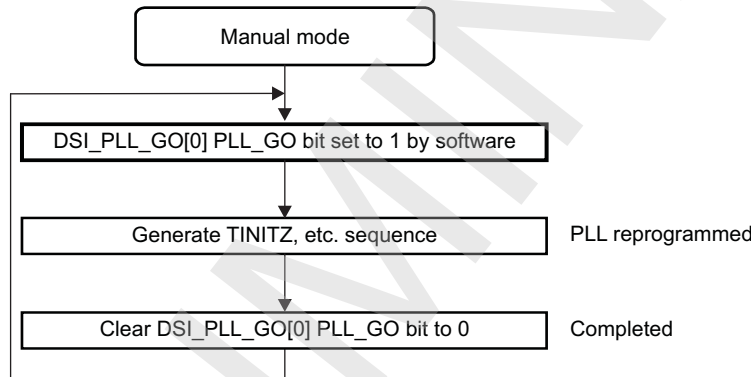 Manual mode
DSI_PLL_GO[0] PLL_GO bit set to 1 by software
Generate TINITZ, etc. sequence
PLL reprogrammed
Clear DSI_PLL_GO[0] PLL_GO bit to 0
Completed